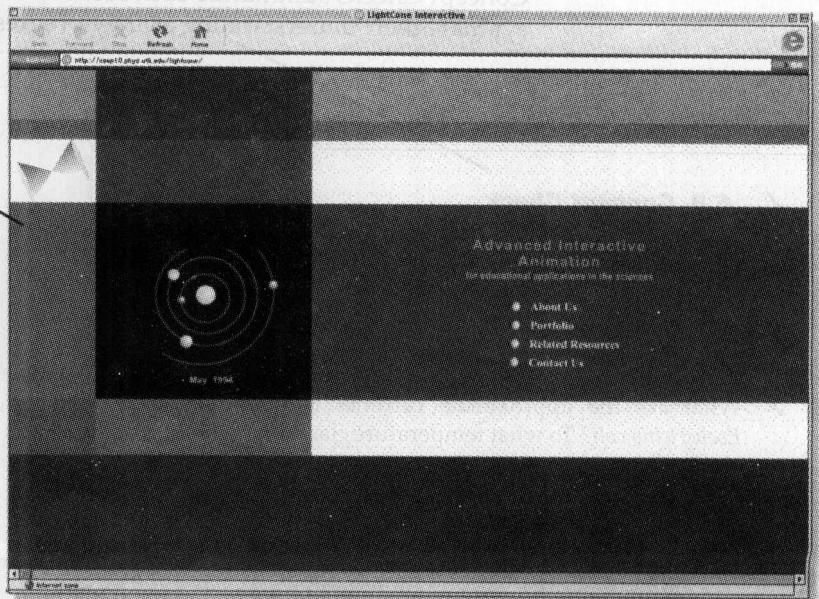 LightCone Interactive
Back Forward Stop Refresh Home
http://csep10.phys.utk.edu/lightcone/
Advanced Interactive
Animation
for educational applications in the sciences
About Us
Portfolio
Related Resources
Contact Us
May 1994
Internet zone